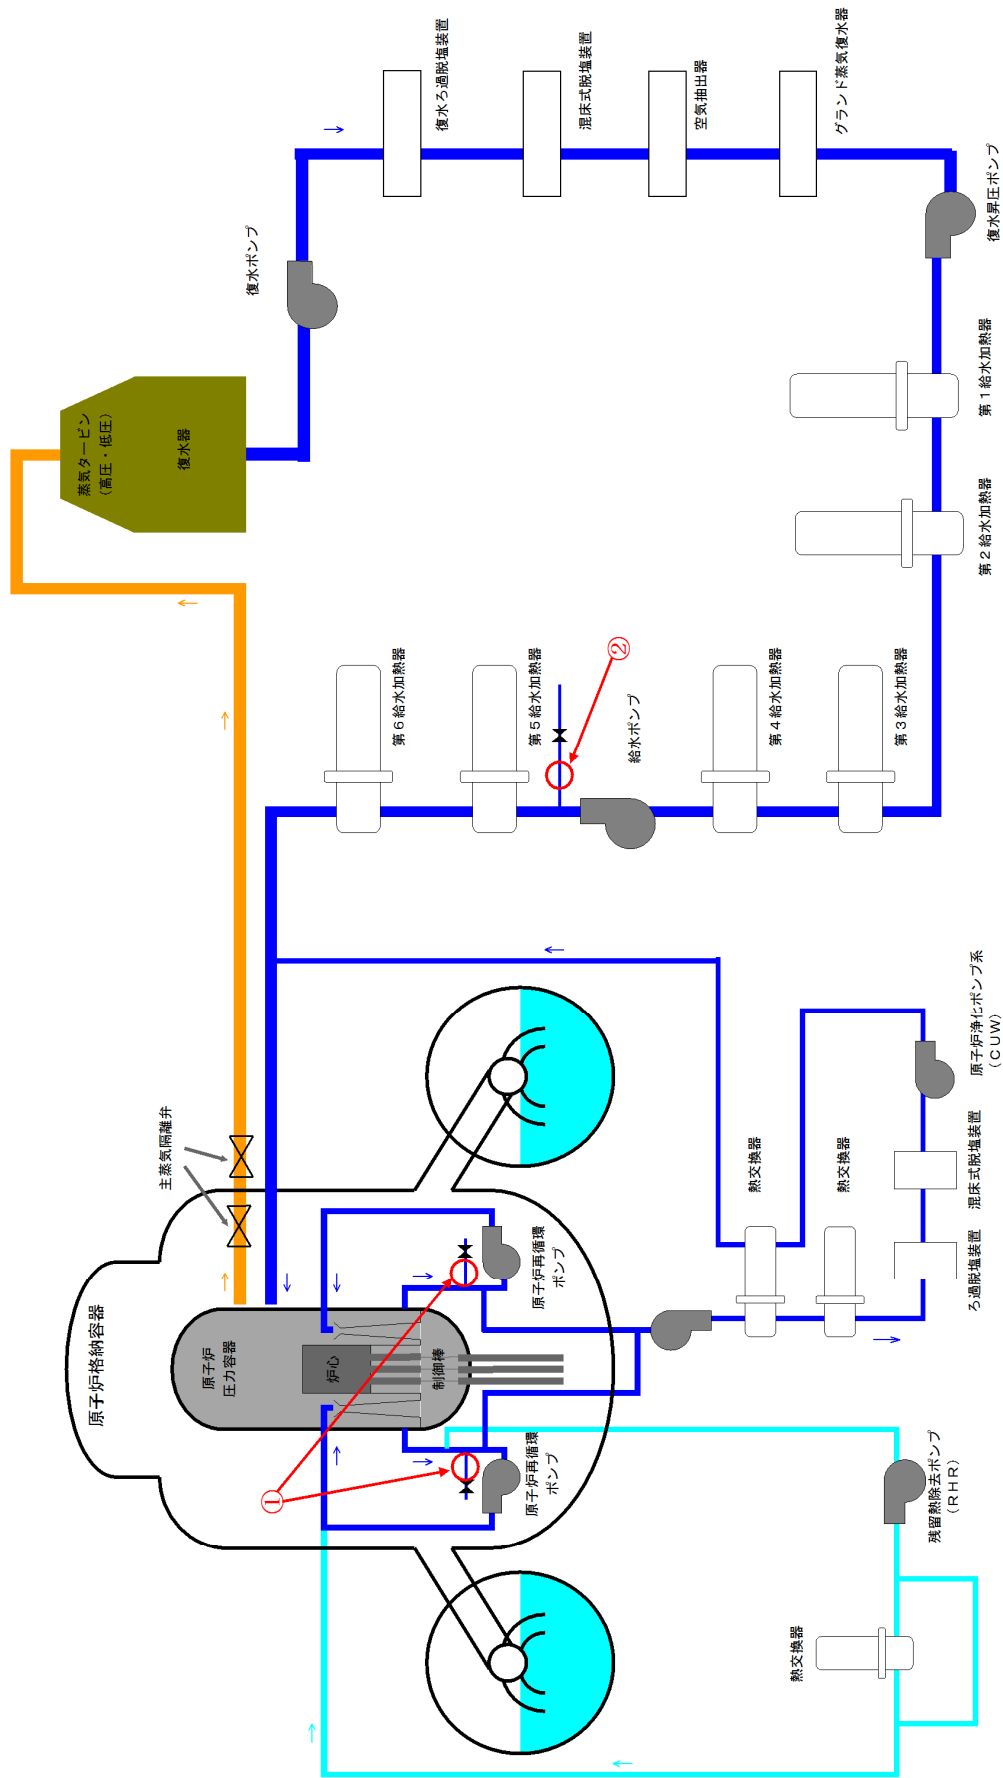 蒸気タービン
（高圧・低圧）
復水器
復水ポンプ
復水ろ過脱塩装置
混床式脱塩装置
空気抽出器
グランド蒸気復水器
復水昇圧ポンプ
第１給水加熱器
第２給水加熱器
第３給水加熱器
第４給水加熱器
給水ポンプ
②
第５給水加熱器
第６給水加熱器
主蒸気隔離弁
原子炉格納容器
原子炉
圧力容器
炉心
制御棒
①
原子炉再循環
ポンプ
原子炉再循環
ポンプ
熱交換器
熱交換器
原子炉浄化ポンプ系
（ＣＵＷ）
混床式脱塩装置
ろ過脱塩装置
残留熱除去ポンプ
（ＲＨＲ）
熱交換器